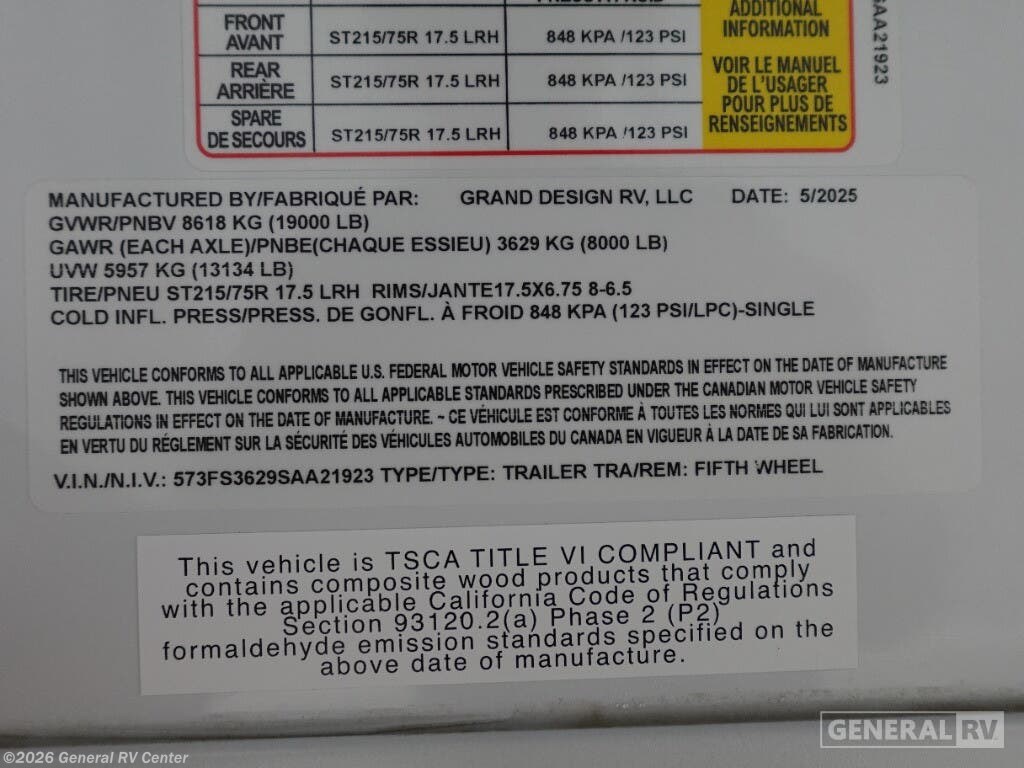 ADDITIONAL
INFORMATION
FRONT
AVANT
ST215/75R 17.5 LRH
848 KPA /123 PSI
REAR
ARRIÈRE
ST215/75R 17.5 LRH
848 KPA /123 PSI
SPARE
DE SECOURS
ST215/75R 17.5 LRH
848 KPA /123 PSI
VOIR LE MANUEL
DE L'USAGER
POUR PLUS DE
RENSEIGNEMENTS
SAA21923
MANUFACTURED BY/FABRIQUÉ PAR: GRAND DESIGN RV, LLC DATE: 5/2025
GVWR/PNBV 8618 KG (19000 LB)
GAWR (EACH AXLE)/PNBE(CHAQUE ESSIEU) 3629 KG (8000 LB)
UVW 5957 KG (13134 LB)
TIRE/PNEU ST215/75R 17.5 LRH RIMS/JANTE17.5X6.75 8-6.5
COLD INFL. PRESS/PRESS. DE GONFL. À FROID 848 KPA (123 PSI/LPC)-SINGLE
THIS VEHICLE CONFORMS TO ALL APPLICABLE U.S. FEDERAL MOTOR VEHICLE SAFETY STANDARDS IN EFFECT ON THE DATE OF MANUFACTURE
SHOWN ABOVE. THIS VEHICLE CONFORMS TO ALL APPLICABLE STANDARDS PRESCRIBED UNDER THE CANADIAN MOTOR VEHICLE SAFETY
REGULATIONS IN EFFECT ON THE DATE OF MANUFACTURE. ~ CE VÉHICULE EST CONFORME À TOUTES LES NORMES QUI LUI SONT APPLICABLES
EN VERTU DU RÉGLEMENT SUR LA SÉCURITÉ DES VÉHICULES AUTOMOBILES DU CANADA EN VIGUEUR À LA DATE DE SA FABRICATION.
V.I.N./N.I.V.: 573FS3629SAA21923 TYPE/TYPE: TRAILER TRA/REM: FIFTH WHEEL
This vehicle is TSCA TITLE VI COMPLIANT and
contains composite wood products that comply
with the applicable California Code of Regulations
Section 93120.2(a) Phase 2 (P2)
formaldehyde emission standards specified on the
above date of manufacture.
GENERAL RV
©2026 General RV Center